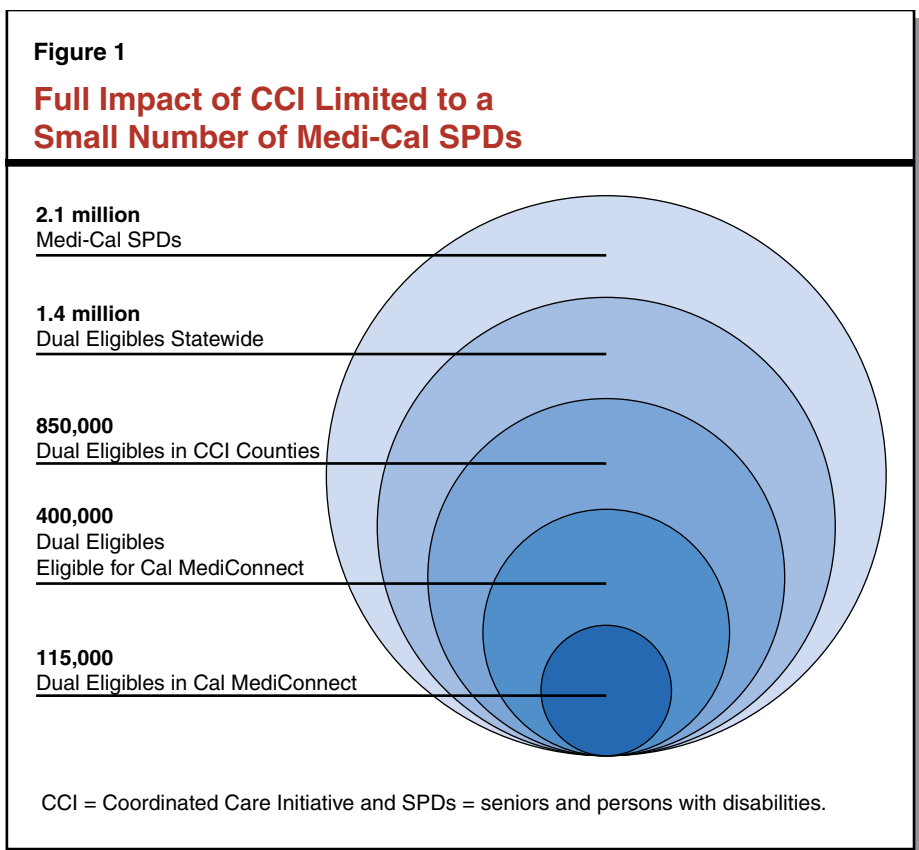 Figure 1
Full Impact of CCI Limited to a
Small Number of Medi-Cal SPDs
2.1 million
Medi-Cal SPDs
1.4 million
Dual Eligibles Statewide
850,000
Dual Eligibles in CCI Counties
400,000
Dual Eligibles
Eligible for Cal MediConnect
115,000
Dual Eligibles in Cal MediConnect
CCI = Coordinated Care Initiative and SPDs = seniors and persons with disabilities.